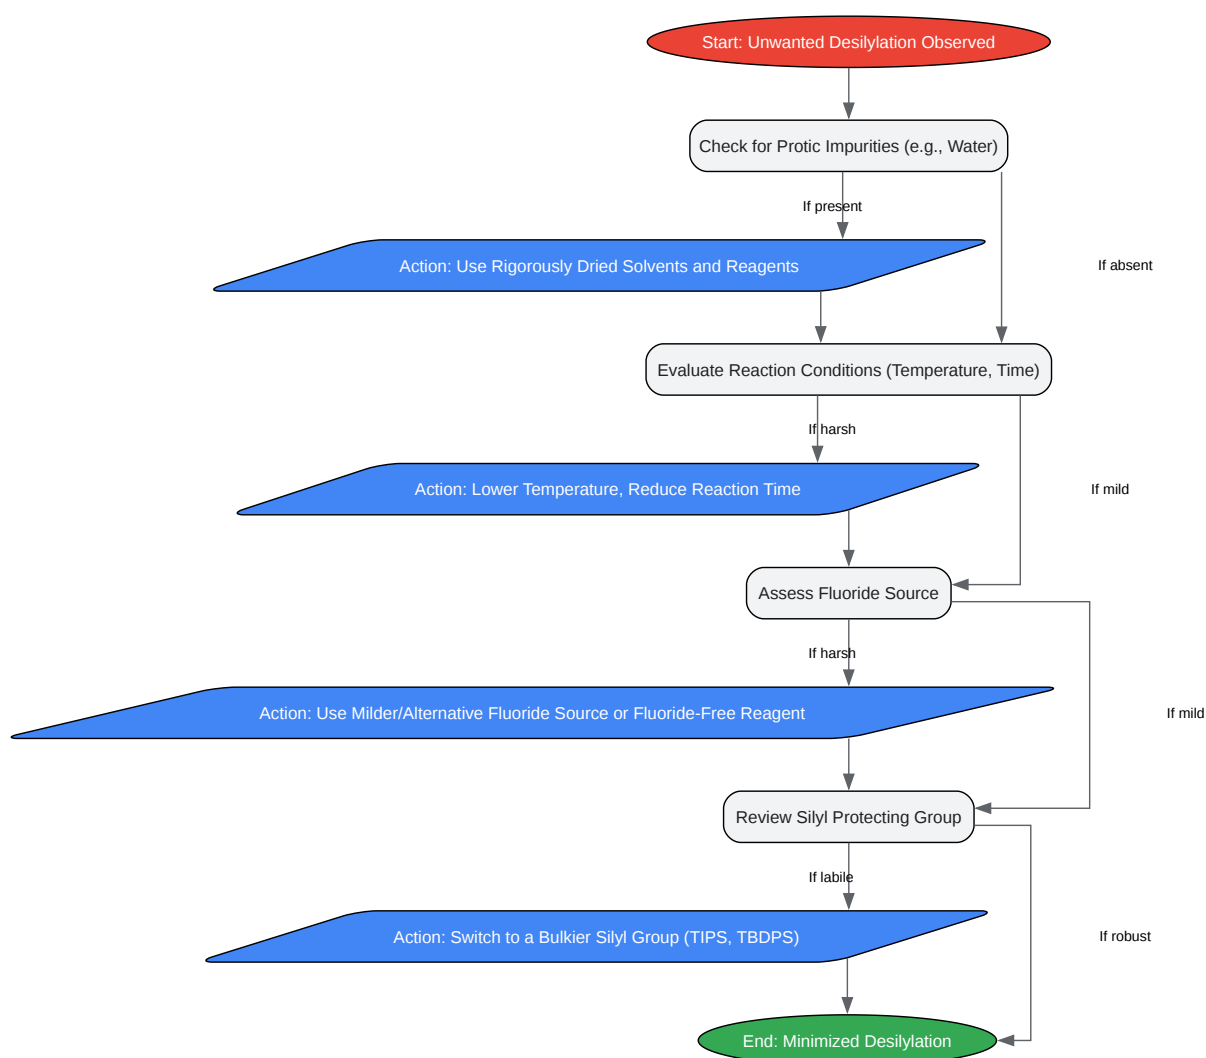 Start: Unwanted Desilylation Observed
Check for Protic Impurities (e.g., Water)
If present
Action: Use Rigorously Dried Solvents and Reagents
If absent
Evaluate Reaction Conditions (Temperature, Time)
If harsh
Action: Lower Temperature, Reduce Reaction Time
If mild
Assess Fluoride Source
If harsh
Action: Use Milder/Alternative Fluoride Source or Fluoride-Free Reagent
If mild
Review Silyl Protecting Group
If labile
Action: Switch to a Bulkier Silyl Group (TIPS, TBDPS)
If robust
End: Minimized Desilylation